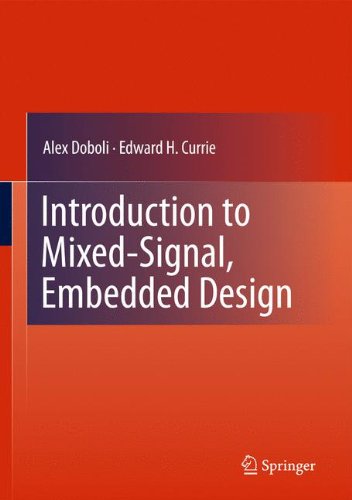 Alex Doboli · Edward H. Currie
Introduction to
Mixed-Signal,
Embedded Design
Springer